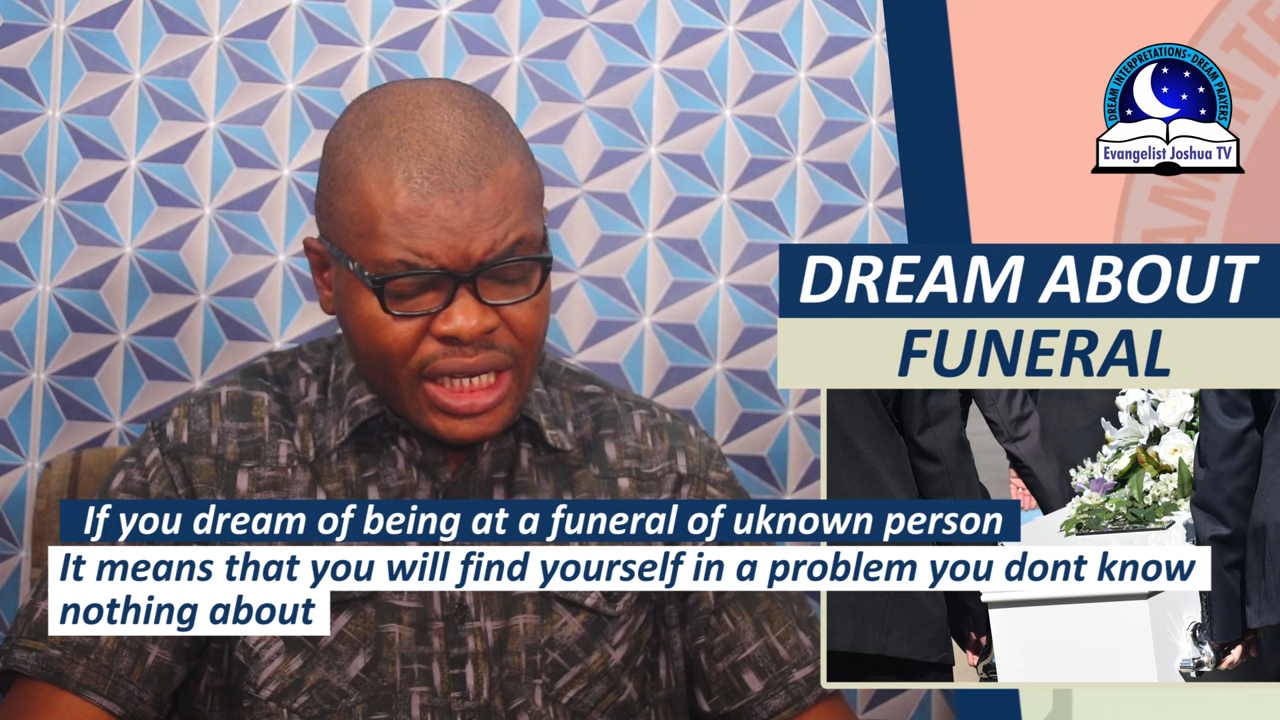 DREAM INTERPRETATIONS • DREAM PRAYERS
Evangelist Joshua TV
DREAM ABOUT
FUNERAL
If you dream of being at a funeral of uknown person
It means that you will find yourself in a problem you dont know
nothing about